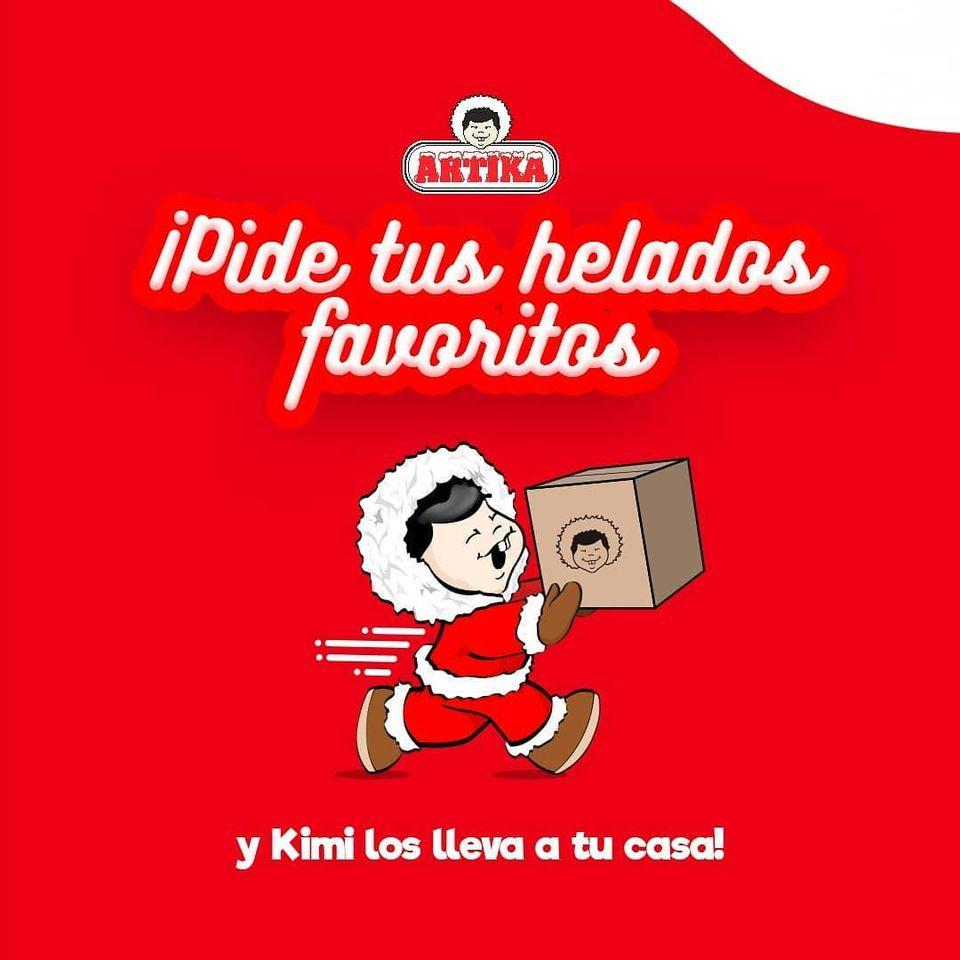 ARTIKA
¡Pide tus helados
favoritos
y Kimi los lleva a tu casa!